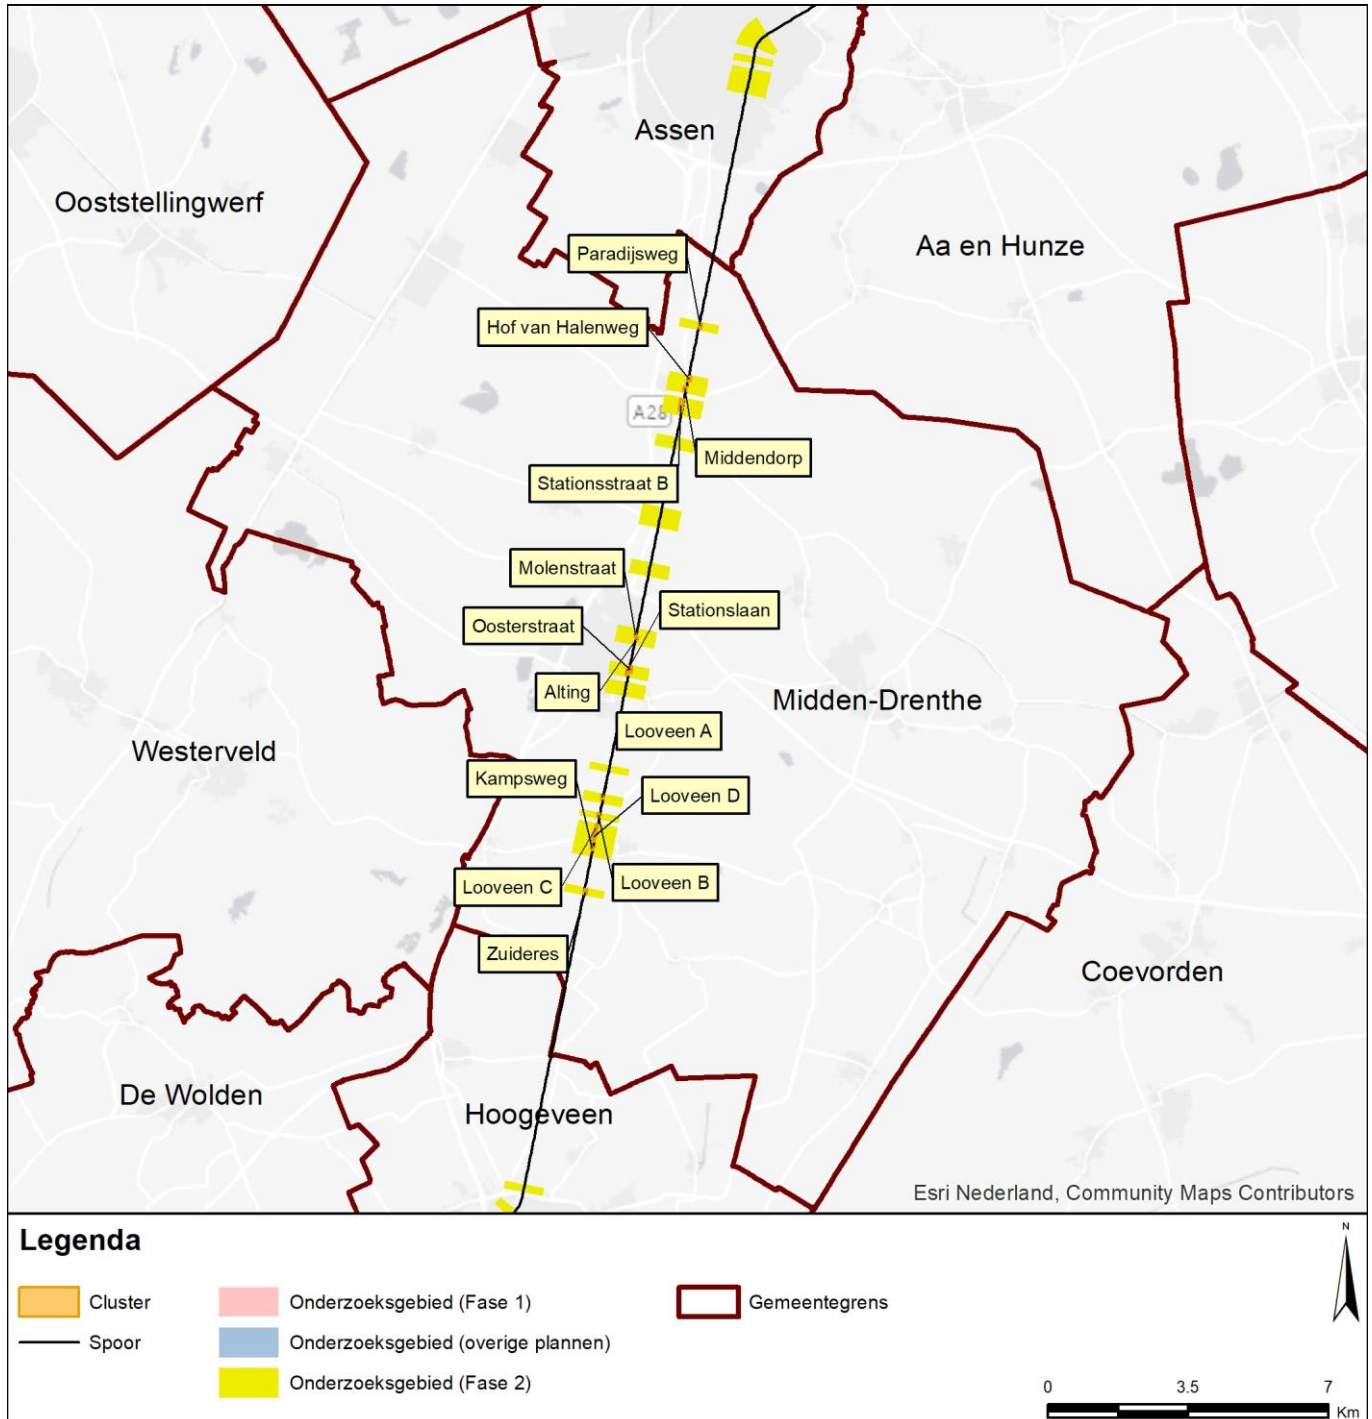 Assen
Ooststellingwerf
Aa en Hunze
Paradijsweg
Hof van Halenweg
A28
Middendorp
Stationsstraat B
Molenstraat
Stationslaan
Oosterstraat
Alting
Midden-Drenthe
Looveen A
Westerveld
Kampsweg
Looveen D
Looveen C
Looveen B
Zuideres
Coevorden
De Wolden
Hoogeveen
Esri Nederland, Community Maps Contributors
Legenda
N
Cluster
Onderzoeksgebied (Fase 1)
Gemeentegrens
Spoor
Onderzoeksgebied (overige plannen)
Onderzoeksgebied (Fase 2)
0 3.5 7
Km